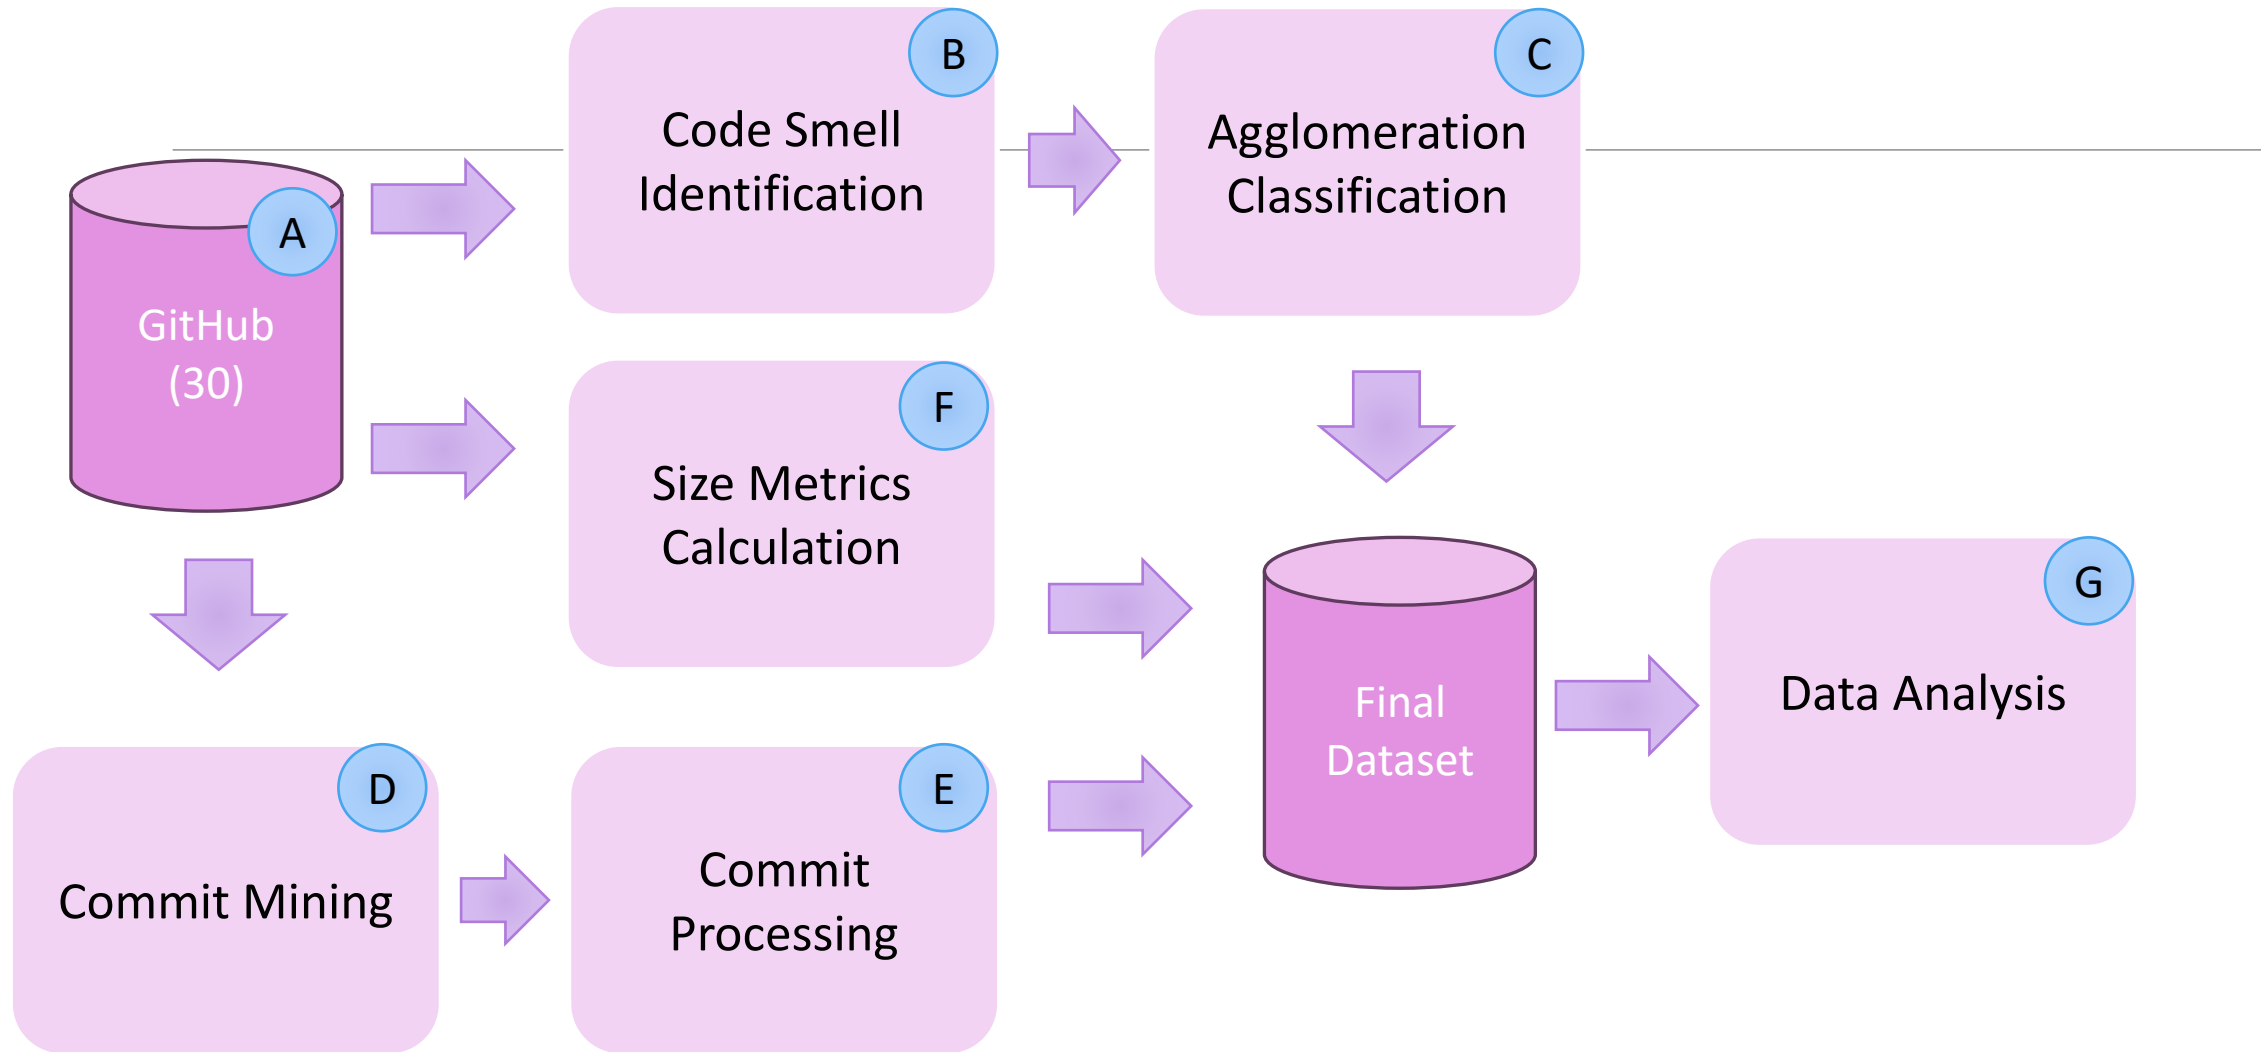 A
GitHub
(30)
B
Code Smell
Identification
C
Agglomeration
Classification
F
Size Metrics
Calculation
D
Commit Mining
E
Commit
Processing
Final
Dataset
G
Data Analysis